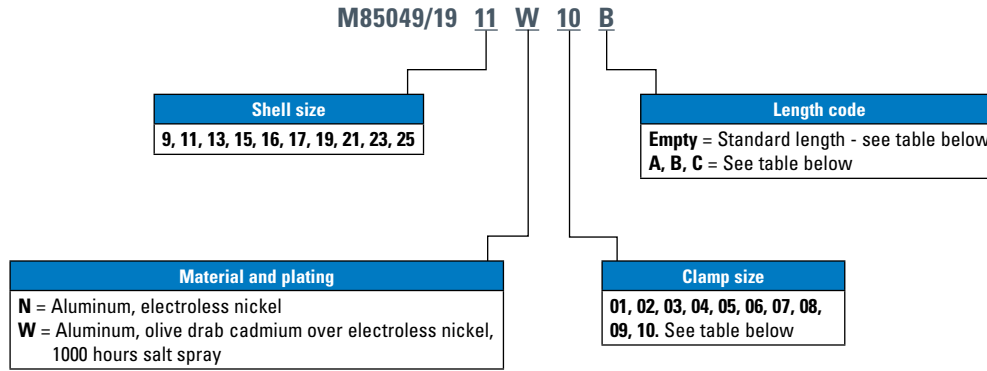 M85049/19 11 W 10 B
Shell size
9, 11, 13, 15, 16, 17, 19, 21, 23, 25
Length code
Empty = Standard length - see table below
A, B, C = See table below
Material and plating
N = Aluminum, electroless nickel
W = Aluminum, olive drab cadmium over electroless nickel,
1000 hours salt spray
Clamp size
01, 02, 03, 04, 05, 06, 07, 08,
09, 10. See table below